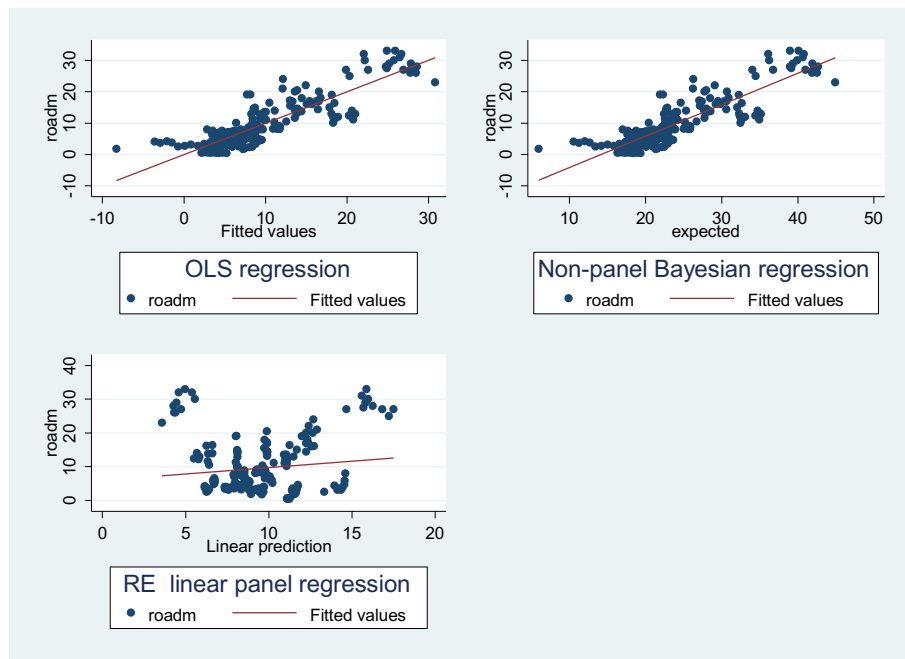 30
20
10
0
-10
roadm
-10 0 10 20 30
Fitted values
OLS regression
roadm Fitted values
30
20
10
0
-10
roadm
10 20 30 40 50
expected
Non-panel Bayesian regression
roadm Fitted values
40
30
20
10
0
roadm
0 5 10 15 20
Linear prediction
RE linear panel regression
roadm Fitted values